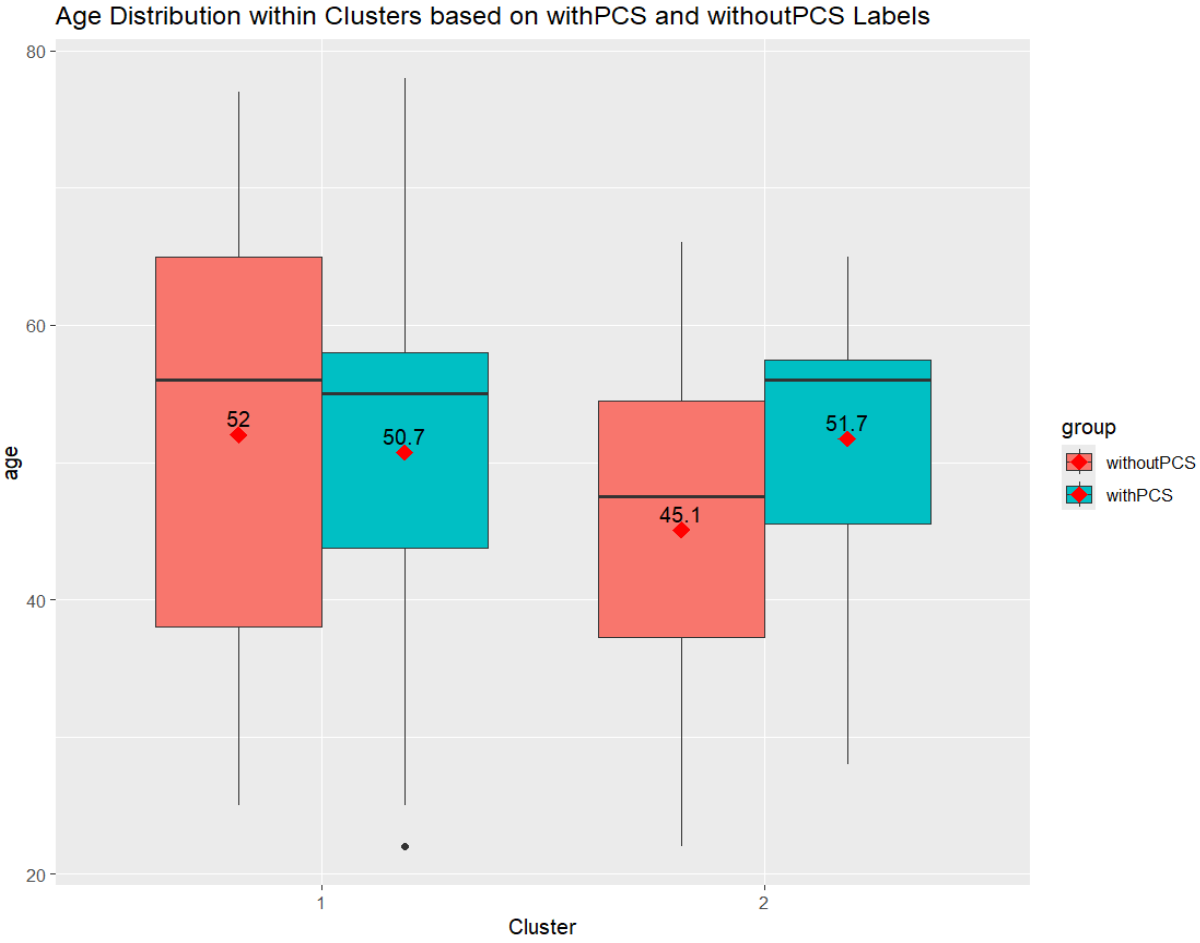 Age Distribution within Clusters based on withPCS and withoutPCS Labels
80
60
40
20
age
52
50.7
45.1
51.7
1
2
Cluster
group
withoutPCS
withPCS